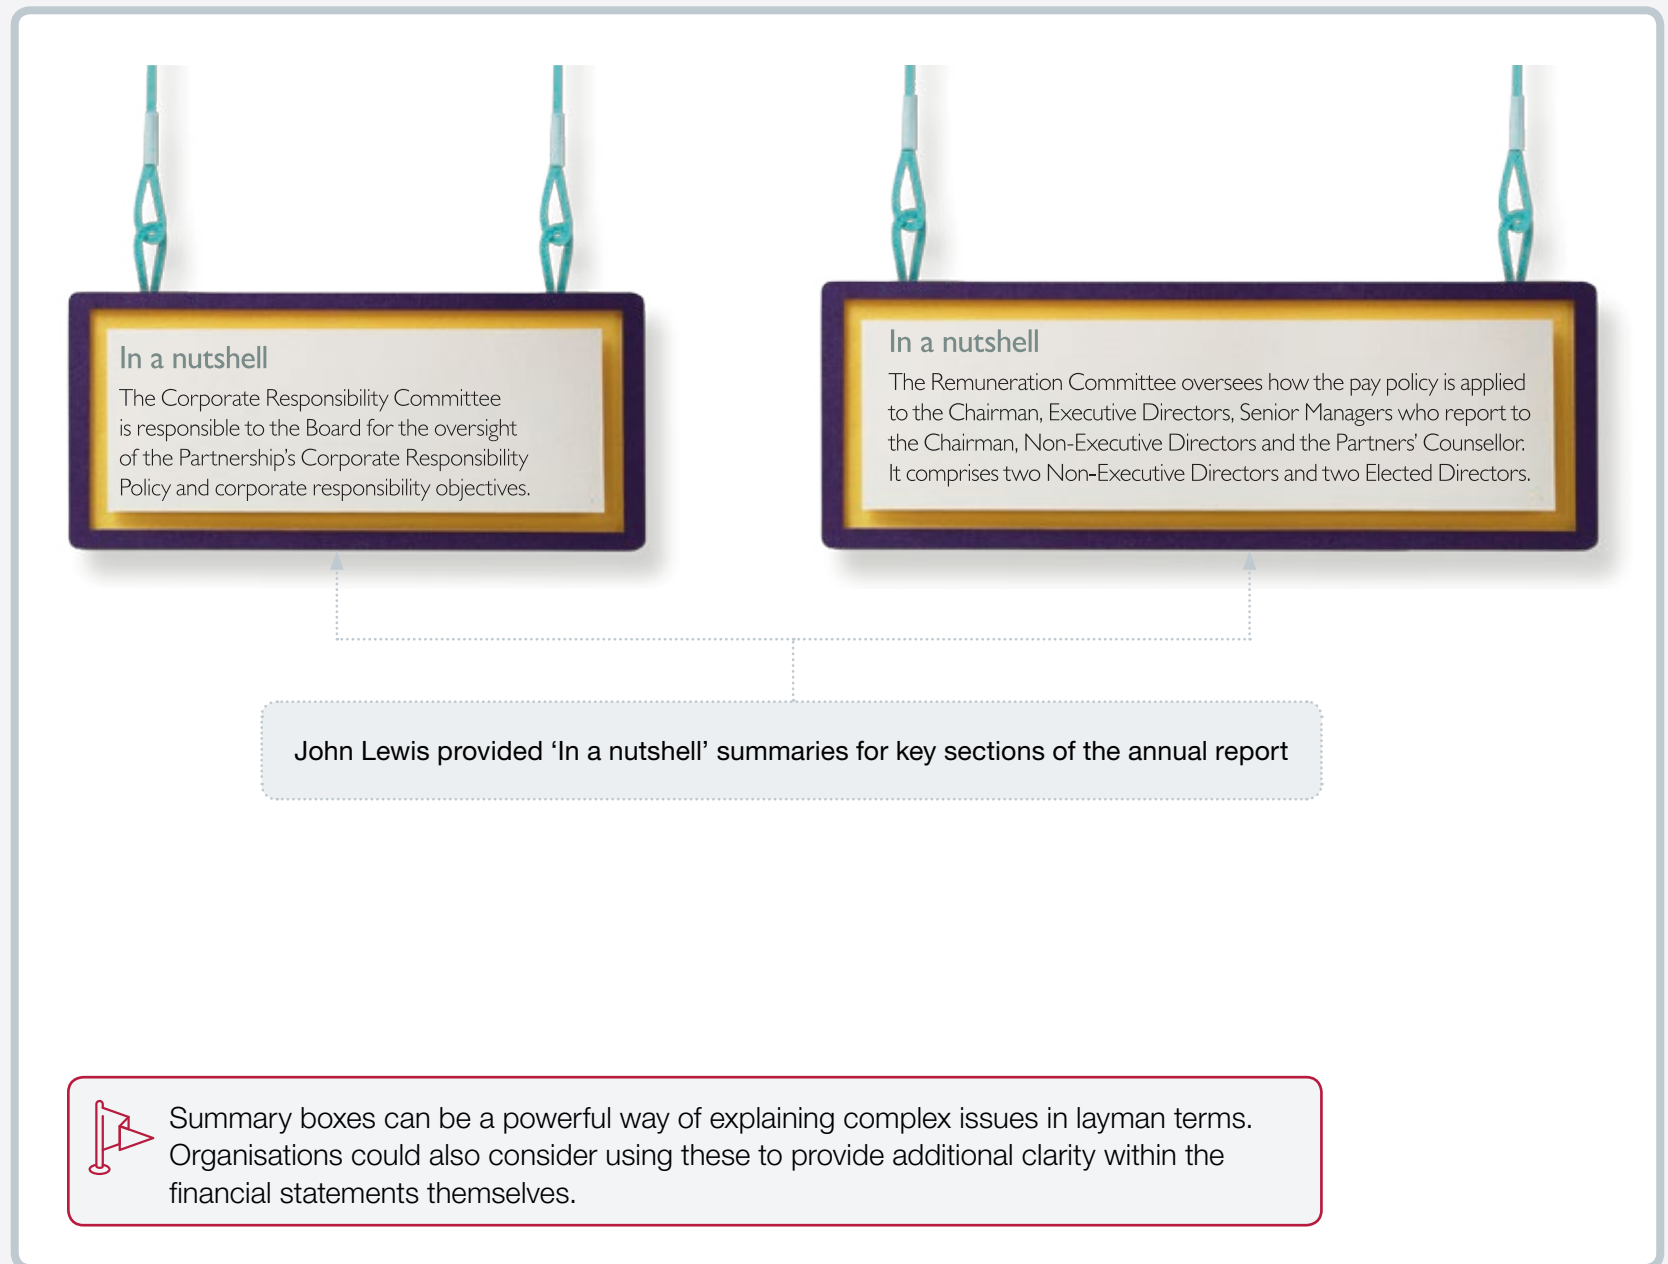 In a nutshell
The Corporate Responsibility Committee
is responsible to the Board for the oversight
of the Partnership's Corporate Responsibility
Policy and corporate responsibility objectives.
In a nutshell
The Remuneration Committee oversees how the pay policy is applied
to the Chairman, Executive Directors, Senior Managers who report to
the Chairman, Non-Executive Directors and the Partners' Counsellor.
It comprises two Non-Executive Directors and two Elected Directors.
John Lewis provided ‘In a nutshell’ summaries for key sections of the annual report
Summary boxes can be a powerful way of explaining complex issues in layman terms.
Organisations could also consider using these to provide additional clarity within the
financial statements themselves.